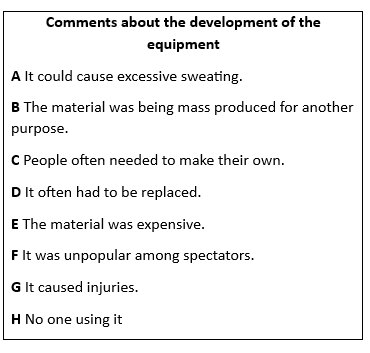 Comments about the development of the
equipment
A It could cause excessive sweating.
B The material was being mass produced for another
purpose.
C People often needed to make their own.
D It often had to be replaced.
E The material was expensive.
F It was unpopular among spectators.
G It caused injuries.
H No one using it